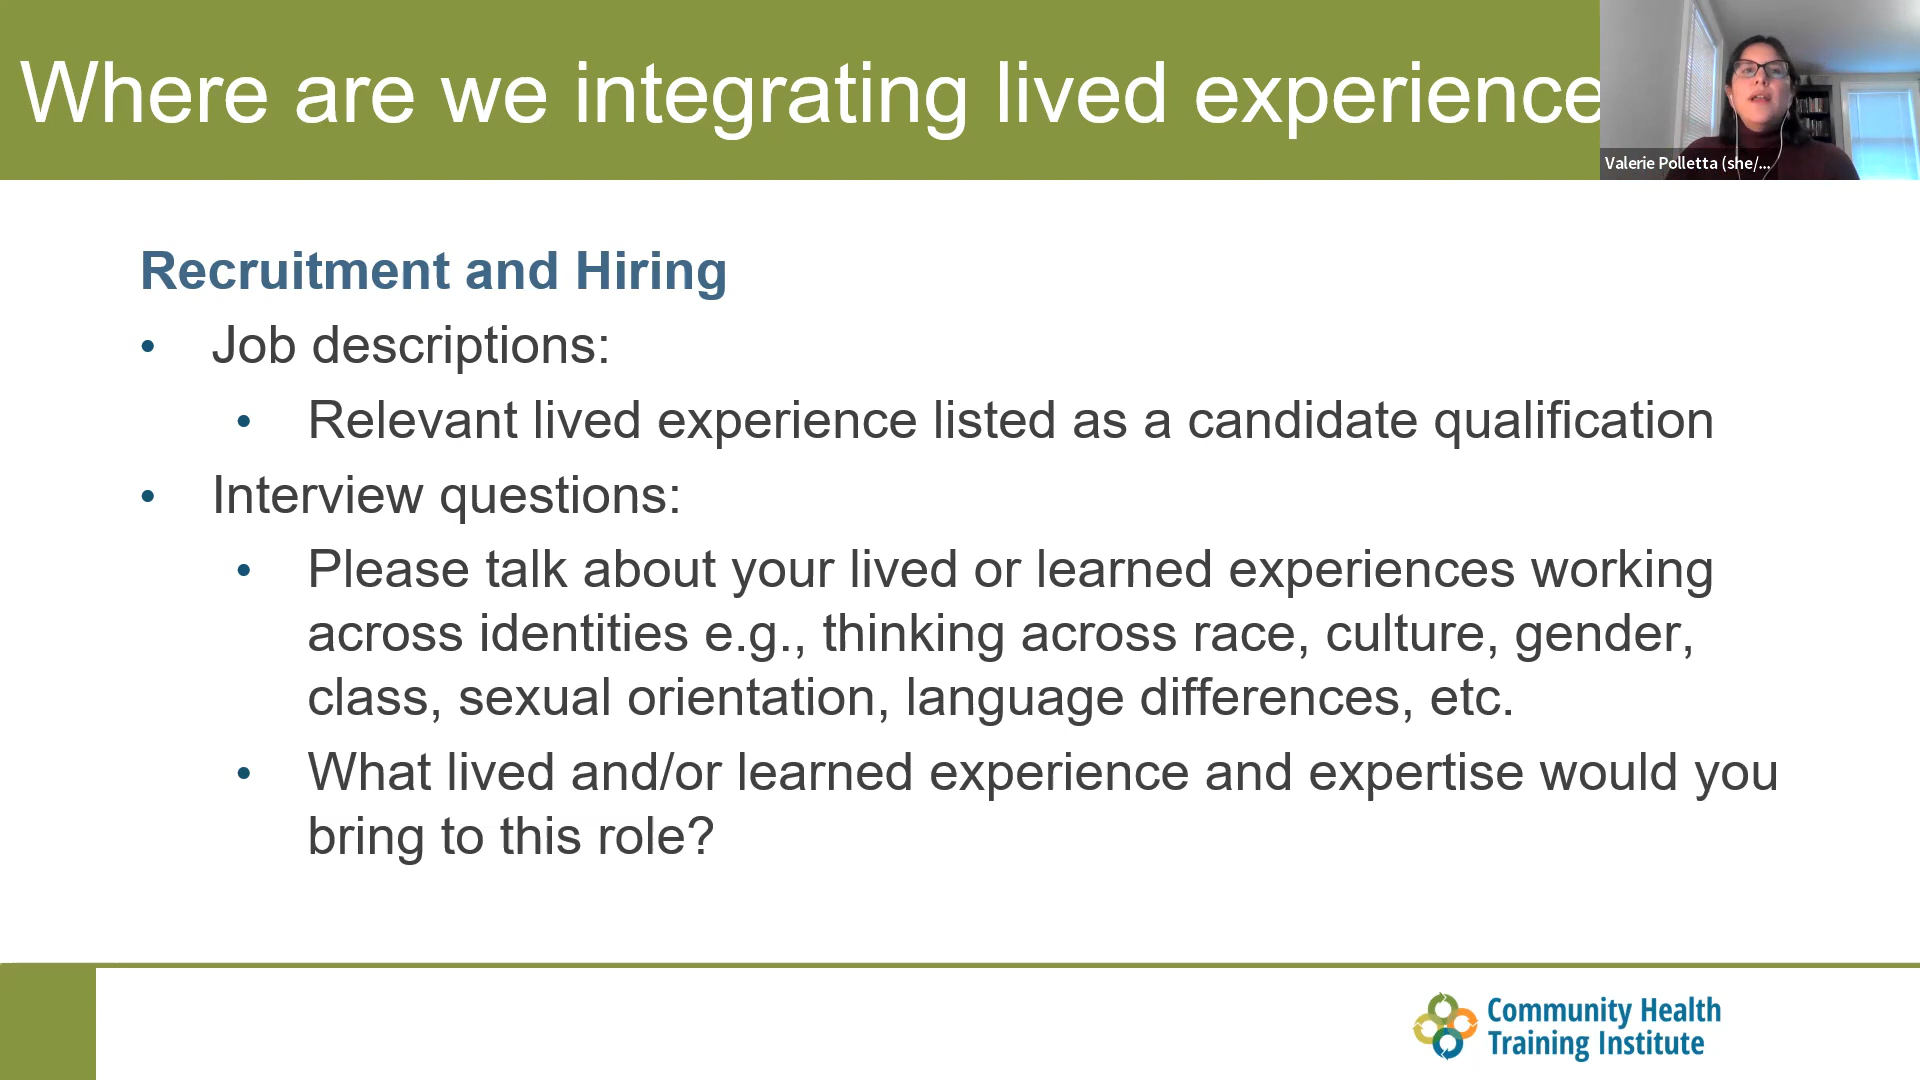 Where are we integrating lived experience
Valerie Polletta (she/...
Recruitment and Hiring
• Job descriptions:
• Relevant lived experience listed as a candidate qualification
• Interview questions:
• Please talk about your lived or learned experiences working
across identities e.g., thinking across race, culture, gender,
class, sexual orientation, language differences, etc.
• What lived and/or learned experience and expertise would you
bring to this role?
Community Health
Training Institute